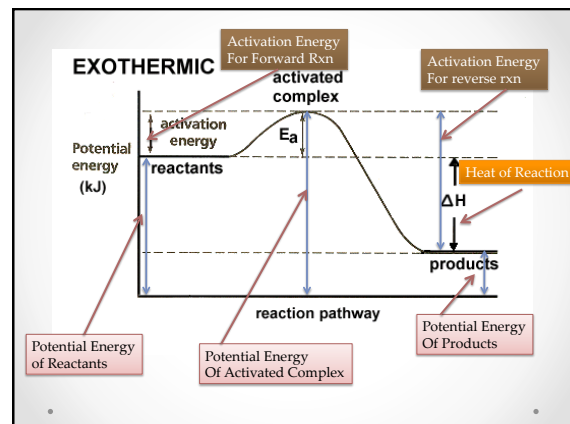 Activation Energy
For Forward Rxn
Activation Energy
For reverse rxn
EXOTHERMIC
activated
complex
activation
energy
Ea
Potential
energy
(kJ)
reactants
Heat of Reaction
ΔH
products
reaction pathway
Potential Energy
of Reactants
Potential Energy
Of Activated Complex
Potential Energy
Of Products